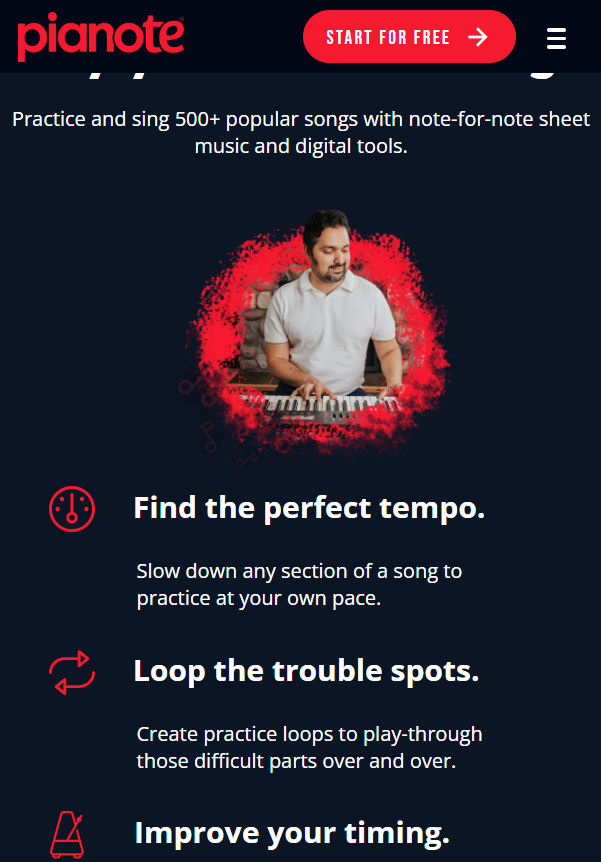 pianote
START FOR FREE
Practice and sing 500+ popular songs with note-for-note sheet
music and digital tools.
Find the perfect tempo.
Slow down any section of a song to
practice at your own pace.
Loop the trouble spots.
Create practice loops to play-through
those difficult parts over and over.
Improve your timing.